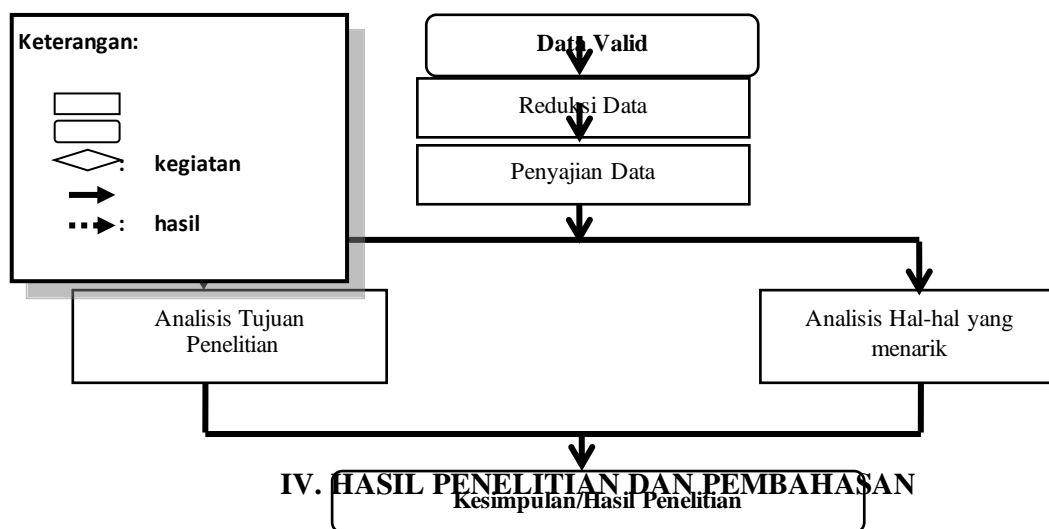 Keterangan:
: kegiatan
: hasil
Data Valid
Reduksi Data
Penyajian Data
Analisis Tujuan
Penelitian
Analisis Hal-hal yang
menarik
IV. HASIL PENELITIAN DAN PEMBAHASAN
Kesimpulan/Hasil Penelitian